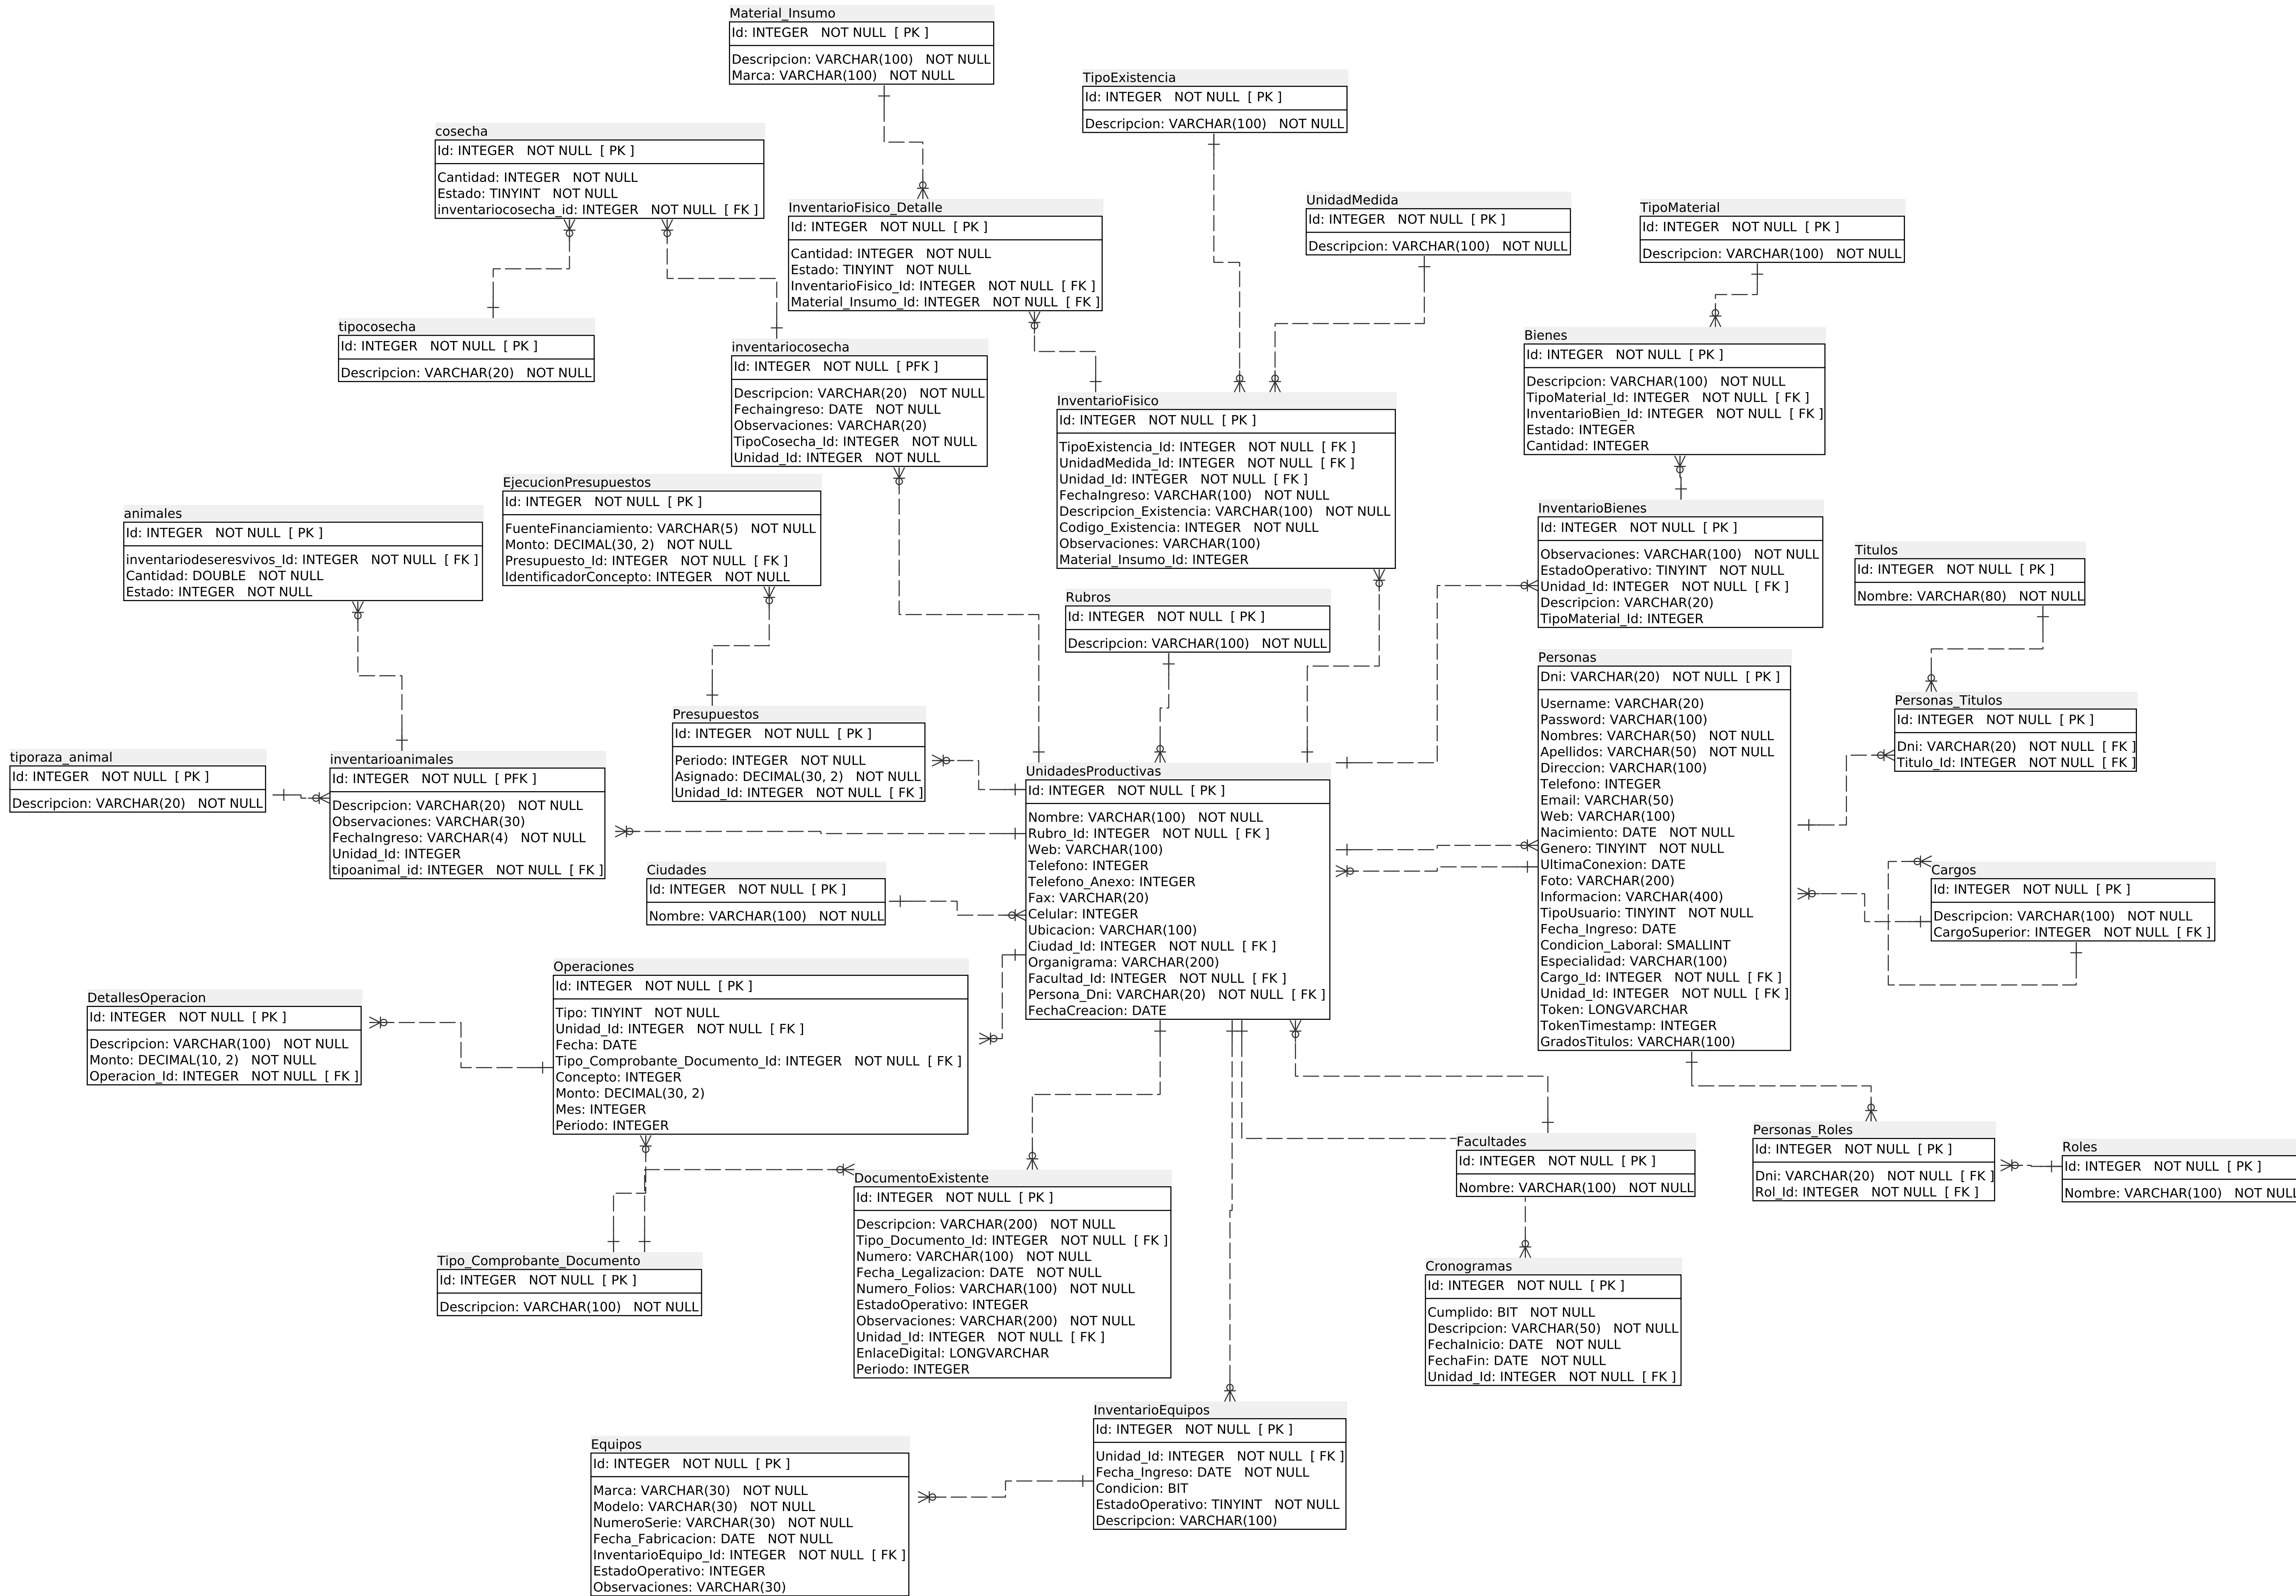 Material_Insumo
Id: INTEGER NOT NULL [ PK ]
Descripcion: VARCHAR(100) NOT NULL
Marca: VARCHAR(100) NOT NULL
TipoExistencia
Id: INTEGER NOT NULL [ PK ]
Descripcion: VARCHAR(100) NOT NULL
cosecha
Id: INTEGER NOT NULL [ PK ]
Cantidad: INTEGER NOT NULL
Estado: TINYINT NOT NULL
inventariocosecha_id: INTEGER NOT NULL [ FK ]
InventarioFisico_Detalle
Id: INTEGER NOT NULL [ PK ]
Cantidad: INTEGER NOT NULL
Estado: TINYINT NOT NULL
InventarioFisico_Id: INTEGER NOT NULL [ FK ]
Material_Insumo_Id: INTEGER NOT NULL [ FK ]
UnidadMedida
Id: INTEGER NOT NULL [ PK ]
Descripcion: VARCHAR(100) NOT NULL
TipoMaterial
Id: INTEGER NOT NULL [ PK ]
Descripcion: VARCHAR(100) NOT NULL
tipocosecha
Id: INTEGER NOT NULL [ PK ]
Descripcion: VARCHAR(20) NOT NULL
inventariocosecha
Id: INTEGER NOT NULL [ PFK ]
Descripcion: VARCHAR(20) NOT NULL
Fechaingreso: DATE NOT NULL
Observaciones: VARCHAR(20)
TipoCosecha_Id: INTEGER NOT NULL
Unidad_Id: INTEGER NOT NULL
Bienes
Id: INTEGER NOT NULL [ PK ]
Descripcion: VARCHAR(100) NOT NULL
TipoMaterial_Id: INTEGER NOT NULL [ FK ]
InventarioBien_Id: INTEGER NOT NULL [ FK ]
Estado: INTEGER
Cantidad: INTEGER
InventarioFisico
Id: INTEGER NOT NULL [ PK ]
TipoExistencia_Id: INTEGER NOT NULL [ FK ]
UnidadMedida_Id: INTEGER NOT NULL [ FK ]
Unidad_Id: INTEGER NOT NULL [ FK ]
FechaIngreso: VARCHAR(100) NOT NULL
Descripcion_Existencia: VARCHAR(100) NOT NULL
Codigo_Existencia: INTEGER NOT NULL
Observaciones: VARCHAR(100)
Material_Insumo_Id: INTEGER
EjecucionPresupuestos
Id: INTEGER NOT NULL [ PK ]
FuenteFinanciamiento: VARCHAR(5) NOT NULL
Monto: DECIMAL(30, 2) NOT NULL
Presupuesto_Id: INTEGER NOT NULL [ FK ]
IdentificadorConcepto: INTEGER NOT NULL
animales
Id: INTEGER NOT NULL [ PK ]
inventariodeseresvivos_Id: INTEGER NOT NULL [ FK ]
Cantidad: DOUBLE NOT NULL
Estado: INTEGER NOT NULL
InventarioBienes
Id: INTEGER NOT NULL [ PK ]
Observaciones: VARCHAR(100) NOT NULL
EstadoOperativo: TINYINT NOT NULL
Unidad_Id: INTEGER NOT NULL [ FK ]
Descripcion: VARCHAR(20)
TipoMaterial_Id: INTEGER
Titulos
Id: INTEGER NOT NULL [ PK ]
Nombre: VARCHAR(80) NOT NULL
Rubros
Id: INTEGER NOT NULL [ PK ]
Descripcion: VARCHAR(100) NOT NULL
Personas
Dni: VARCHAR(20) NOT NULL [ PK ]
Username: VARCHAR(20)
Password: VARCHAR(100)
Nombres: VARCHAR(50) NOT NULL
Apellidos: VARCHAR(50) NOT NULL
Direccion: VARCHAR(100)
Telefono: INTEGER
Email: VARCHAR(50)
Web: VARCHAR(100)
Nacimiento: DATE NOT NULL
Genero: TINYINT NOT NULL
UltimaConexion: DATE
Foto: VARCHAR(200)
Informacion: VARCHAR(400)
TipoUsuario: TINYINT NOT NULL
Fecha_Ingreso: DATE
Condicion_Laboral: SMALLINT
Especialidad: VARCHAR(100)
Cargo_Id: INTEGER NOT NULL [ FK ]
Unidad_Id: INTEGER NOT NULL [ FK ]
Token: LONGVARCHAR
TokenTimestamp: INTEGER
GradosTitulos: VARCHAR(100)
Personas_Titulos
Id: INTEGER NOT NULL [ PK ]
Dni: VARCHAR(20) NOT NULL [ FK ]
Titulo_Id: INTEGER NOT NULL [ FK ]
Presupuestos
Id: INTEGER NOT NULL [ PK ]
Periodo: INTEGER NOT NULL
Asignado: DECIMAL(30, 2) NOT NULL
Unidad_Id: INTEGER NOT NULL [ FK ]
tiporaza_animal
Id: INTEGER NOT NULL [ PK ]
Descripcion: VARCHAR(20) NOT NULL
inventarioanimales
Id: INTEGER NOT NULL [ PFK ]
Descripcion: VARCHAR(20) NOT NULL
Observaciones: VARCHAR(30)
FechaIngreso: VARCHAR(4) NOT NULL
Unidad_Id: INTEGER
tipoanimal_id: INTEGER NOT NULL [ FK ]
UnidadesProductivas
Id: INTEGER NOT NULL [ PK ]
Nombre: VARCHAR(100) NOT NULL
Rubro_Id: INTEGER NOT NULL [ FK ]
Web: VARCHAR(100)
Telefono: INTEGER
Telefono_Anexo: INTEGER
Fax: VARCHAR(20)
Celular: INTEGER
Ubicacion: VARCHAR(100)
Ciudad_Id: INTEGER NOT NULL [ FK ]
Organigrama: VARCHAR(200)
Facultad_Id: INTEGER NOT NULL [ FK ]
Persona_Dni: VARCHAR(20) NOT NULL [ FK ]
FechaCreacion: DATE
Ciudades
Id: INTEGER NOT NULL [ PK ]
Nombre: VARCHAR(100) NOT NULL
Cargos
Id: INTEGER NOT NULL [ PK ]
Descripcion: VARCHAR(100) NOT NULL
CargoSuperior: INTEGER NOT NULL [ FK ]
Operaciones
Id: INTEGER NOT NULL [ PK ]
Tipo: TINYINT NOT NULL
Unidad_Id: INTEGER NOT NULL [ FK ]
Fecha: DATE
Tipo_Comprobante_Documento_Id: INTEGER NOT NULL [ FK ]
Concepto: INTEGER
Monto: DECIMAL(30, 2)
Mes: INTEGER
Periodo: INTEGER
DetallesOperacion
Id: INTEGER NOT NULL [ PK ]
Descripcion: VARCHAR(100) NOT NULL
Monto: DECIMAL(10, 2) NOT NULL
Operacion_Id: INTEGER NOT NULL [ FK ]
Personas_Roles
Id: INTEGER NOT NULL [ PK ]
Dni: VARCHAR(20) NOT NULL [ FK ]
Rol_Id: INTEGER NOT NULL [ FK ]
Roles
Id: INTEGER NOT NULL [ PK ]
Nombre: VARCHAR(100) NOT NULL
Facultades
Id: INTEGER NOT NULL [ PK ]
Nombre: VARCHAR(100) NOT NULL
DocumentoExistente
Id: INTEGER NOT NULL [ PK ]
Descripcion: VARCHAR(200) NOT NULL
Tipo_Documento_Id: INTEGER NOT NULL [ FK ]
Numero: VARCHAR(100) NOT NULL
Fecha_Legalizacion: DATE NOT NULL
Numero_Folios: VARCHAR(100) NOT NULL
EstadoOperativo: INTEGER
Observaciones: VARCHAR(200) NOT NULL
Unidad_Id: INTEGER NOT NULL [ FK ]
EnlaceDigital: LONGVARCHAR
Periodo: INTEGER
Tipo_Comprobante_Documento
Id: INTEGER NOT NULL [ PK ]
Descripcion: VARCHAR(100) NOT NULL
Cronogramas
Id: INTEGER NOT NULL [ PK ]
Cumplido: BIT NOT NULL
Descripcion: VARCHAR(50) NOT NULL
FechaInicio: DATE NOT NULL
FechaFin: DATE NOT NULL
Unidad_Id: INTEGER NOT NULL [ FK ]
InventarioEquipos
Id: INTEGER NOT NULL [ PK ]
Unidad_Id: INTEGER NOT NULL [ FK ]
Fecha_Ingreso: DATE NOT NULL
Condicion: BIT
EstadoOperativo: TINYINT NOT NULL
Descripcion: VARCHAR(100)
Equipos
Id: INTEGER NOT NULL [ PK ]
Marca: VARCHAR(30) NOT NULL
Modelo: VARCHAR(30) NOT NULL
NumeroSerie: VARCHAR(30) NOT NULL
Fecha_Fabricacion: DATE NOT NULL
InventarioEquipo_Id: INTEGER NOT NULL [ FK ]
EstadoOperativo: INTEGER
Observaciones: VARCHAR(30)